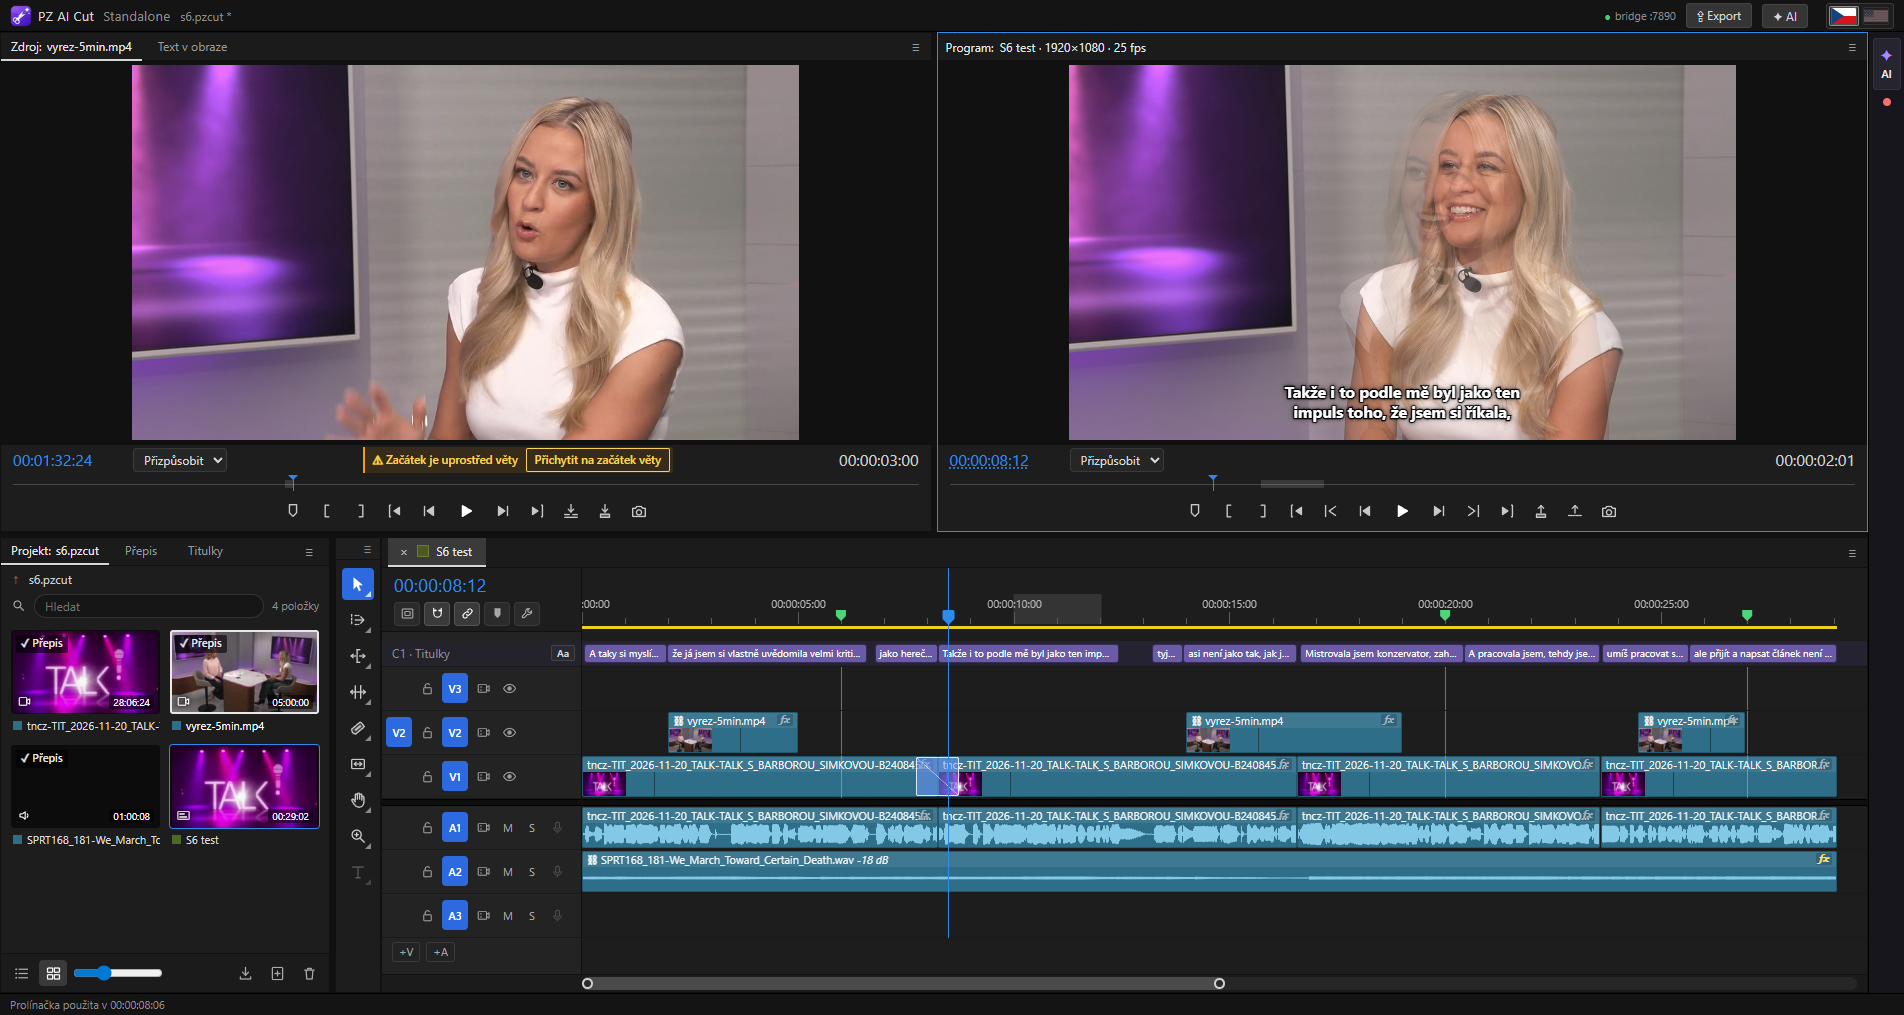 PZ AI Cut Standalone s6.pzcut *
bridge :7890 Export AI
Zdroj: vyrez-5min.mp4 Text v obraze
Program: S6 test · 1920×1080 · 25 fps
AI
Takže i to podle mě byl jako ten
impuls toho, že jsem si říkala,
00:01:32:24 Přizpůsobit Začátek je uprostřed věty Přichytit na začátek věty 00:00:03:00
00:00:08:12 Přizpůsobit 00:00:02:01
Projekt: s6.pzcut Přepis Titulky
s6.pzcut
Hledat 4 položky
Přepis
TALK
28:06:24
tncz-TIT_2026-11-20_TALK-
Přepis
05:00:00
vyrez-5min.mp4
Přepis
01:00:08
SPRT168_181-We_March_Tc
TALK
00:29:02
S6 test
S6 test
00:00:08:12
:00:00 00:00:05:00 00:00:10:00 00:00:15:00 00:00:20:00 00:00:25:00
C1 · Titulky Aa
A taky si myslí... že já jsem si vlastně uvědomila velmi kriti... jako hereč... Takže i to podle mě byl jako ten imp... tyj... asi není jako tak, jak j... Mistrovala jsem konzervator, zah... A pracovala jsem, tehdy jse... umíš pracovat s... ale přijít a napsat článek není ...
V3
V2 V2 vyrez-5min.mp4 fx vyrez-5min.mp4 fx vyrez-5min.mp4
V1 tncz-TIT_2026-11-20_TALK-TALK_S_BARBOROU_SIMKOVOU-B240845. tncz-TIT_2026-11-20_TALK-TALK_S_BARBOROU_SIMKOVOU-B240845. fx tncz-TIT_2026-11-20_TALK-TALK_S_BARBOROU_SIMKOVO tncz-TIT_2026-11-20_TALK-TALK_S_BARBOR
A1 M S tncz-TIT_2026-11-20_TALK-TALK_S_BARBOROU_SIMKOVOU-B240845. tncz-TIT_2026-11-20_TALK-TALK_S_BARBOROU_SIMKOVOU-B240845. fx tncz-TIT_2026-11-20_TALK-TALK_S_BARBOROU_SIMKOVO tncz-TIT_2026-11-20_TALK-TALK_S_BARBOR
A2 M S SPRT168_181-We_March_Toward_Certain_Death.wav -18 dB fx
A3 M S
+V +A
Prolínačka použita v 00:00:08:06